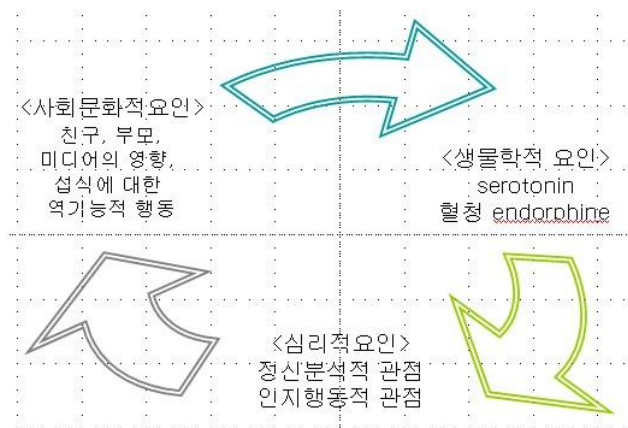 <사회문화적요인>
친구, 부모,
미디어의 영향,
섭식에 대한
역기능적 행동
<생물학적 요인>
serotonin
혈청 endorphine
<심리적요인>
정신분석적 관점
인지행동적 관점